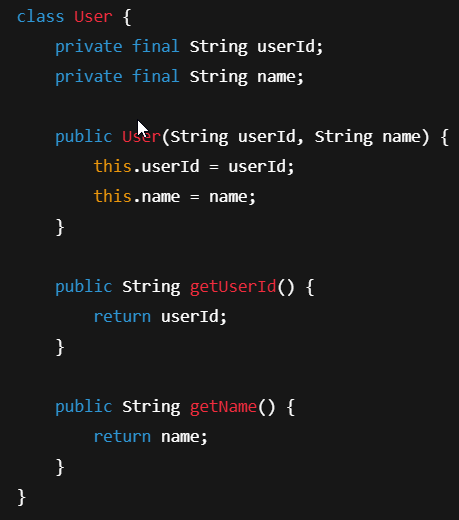 class User {
    private final String userId;
    private final String name;

    public User(String userId, String name) {
        this.userId = userId;
        this.name = name;
    }

    public String getUserId() {
        return userId;
    }

    public String getName() {
        return name;
    }
}